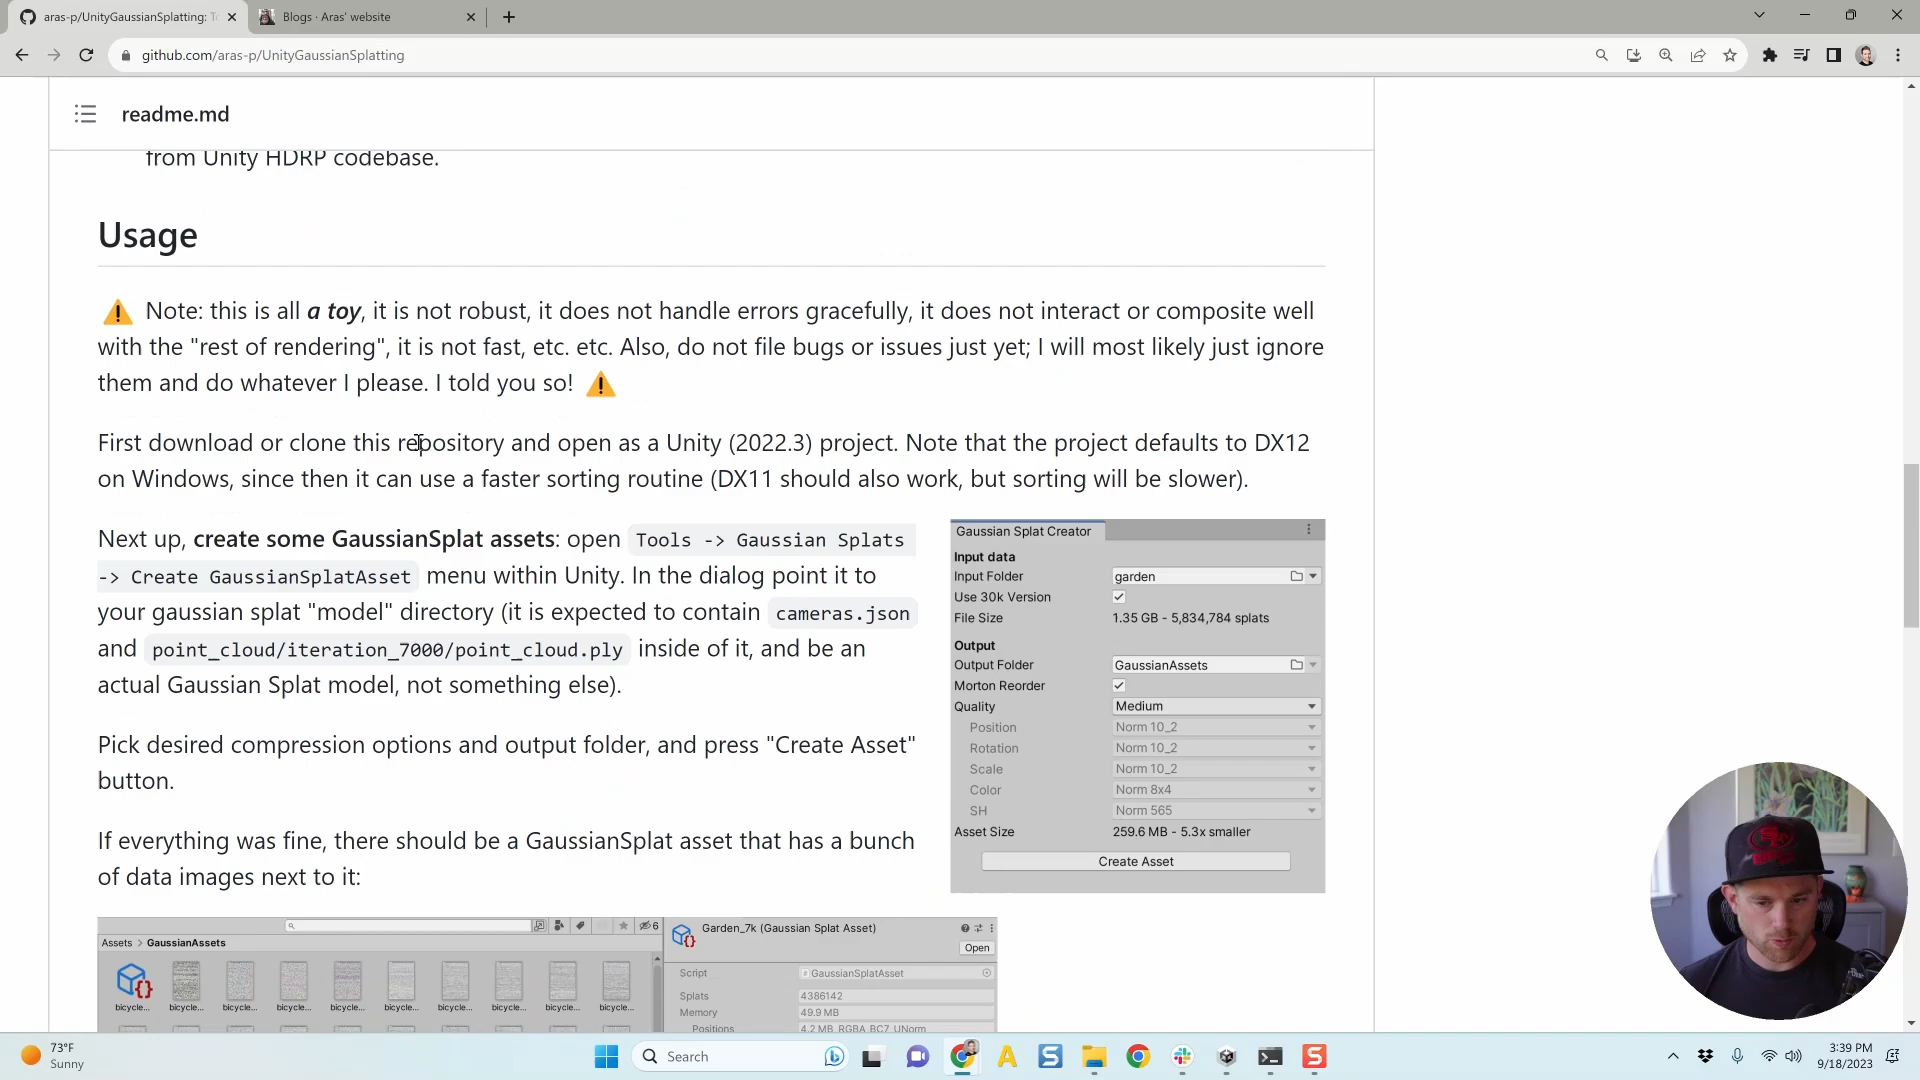 aras-p/UnityGaussianSplatting: To
Blogs · Aras' website
github.com/aras-p/UnityGaussianSplatting
readme.md
from Unity HDRP codebase.
Usage
Note: this is all a toy, it is not robust, it does not handle errors gracefully, it does not interact or composite well
with the "rest of rendering", it is not fast, etc. etc. Also, do not file bugs or issues just yet; I will most likely just ignore
them and do whatever I please. I told you so!
First download or clone this repository and open as a Unity (2022.3) project. Note that the project defaults to DX12
on Windows, since then it can use a faster sorting routine (DX11 should also work, but sorting will be slower).
Next up, create some GaussianSplat assets: open Tools -> Gaussian Splats
-> Create GaussianSplatAsset menu within Unity. In the dialog point it to
your gaussian splat "model" directory (it is expected to contain cameras.json
and point_cloud/iteration_7000/point_cloud.ply inside of it, and be an
actual Gaussian Splat model, not something else).
Pick desired compression options and output folder, and press "Create Asset"
button.
If everything was fine, there should be a GaussianSplat asset that has a bunch
of data images next to it:
Gaussian Splat Creator
Input data
Input Folder garden
Use 30k Version
File Size 1.35 GB - 5,834,784 splats
Output
Output Folder GaussianAssets
Morton Reorder
Quality Medium
Position Norm 10_2
Rotation Norm 10_2
Scale Norm 10_2
Color Norm 8x4
SH Norm 565
Asset Size 259.6 MB - 5.3x smaller
Create Asset
6
Assets > GaussianAssets
bicycle... bicycle... bicycle... bicycle... bicycle... bicycle... bicycle... bicycle... bicycle... bicycle...
Garden_7k (Gaussian Splat Asset)
Open
Script GaussianSplatAsset
Splats 4386142
Memory 49.9 MB
Positions 4.2 MB, RGBA_BC7_UNorm
73°F
Sunny
Search
3:39 PM
9/18/2023